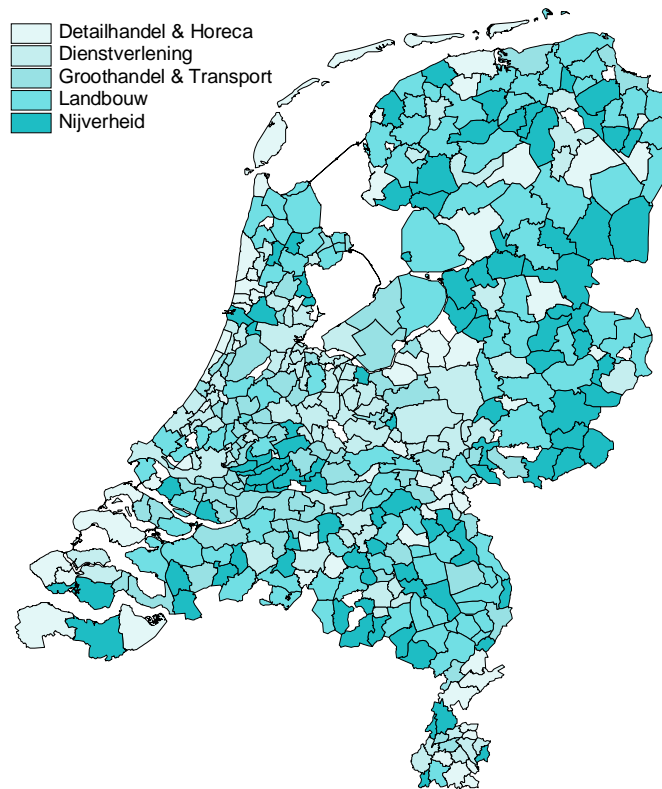 Detailhandel & Horeca
Dienstverlening
Groothandel & Transport
Landbouw
Nijverheid